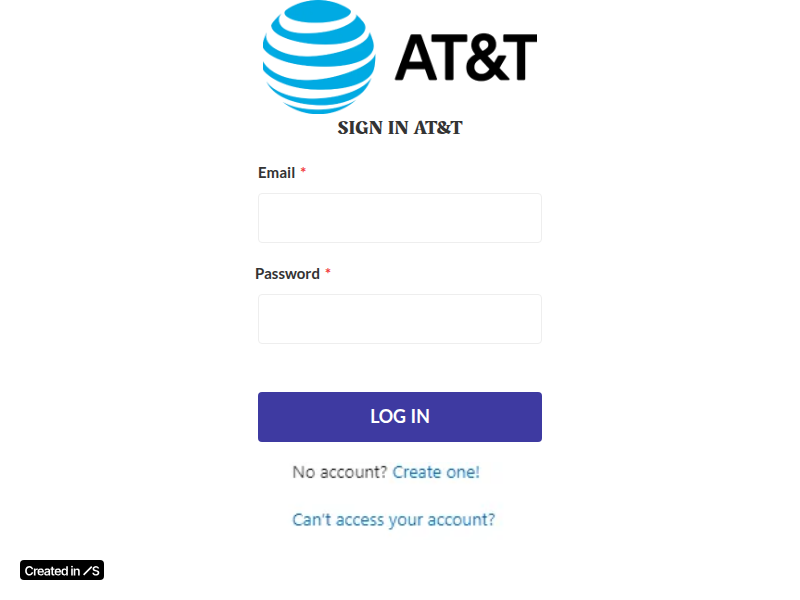 AT&T
SIGN IN AT&T
Email *
Password *
LOG IN
No account? Create one!
Can't access your account?
Created in /S